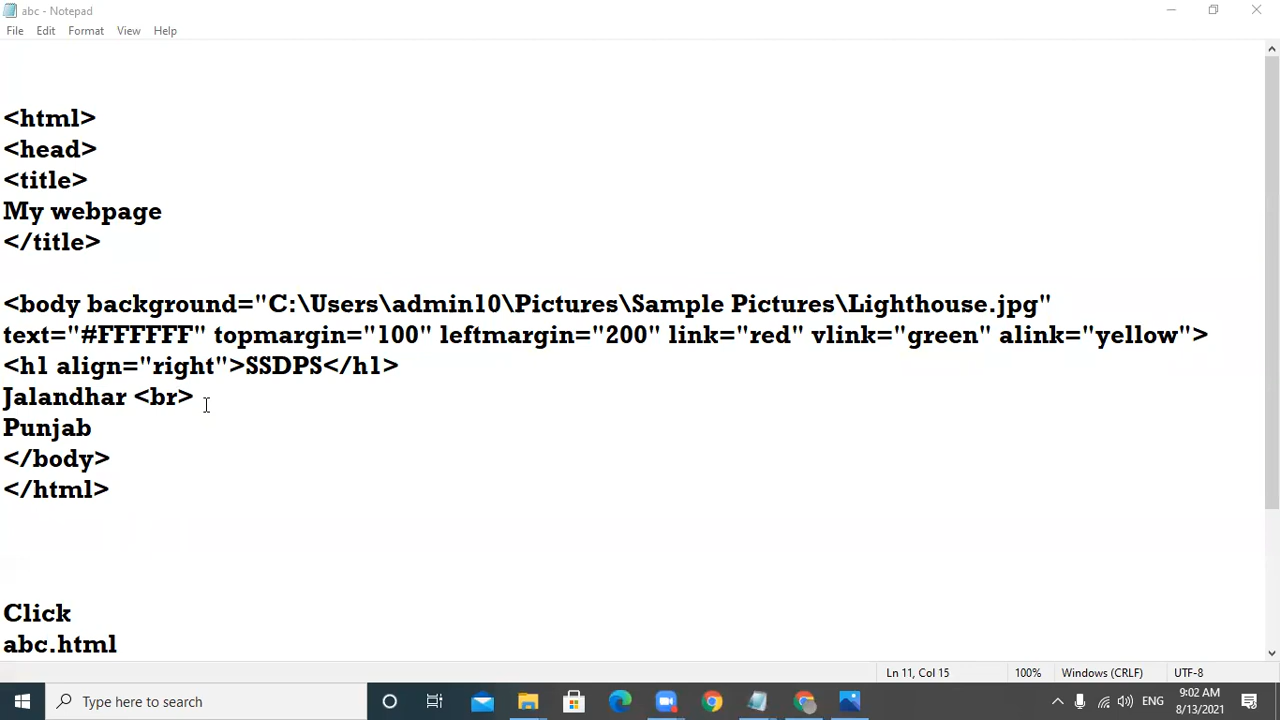 abc - Notepad
File Edit Format View Help
<html>
<head>
<title>
My webpage
</title>
<body background="C:\Users\admin10\Pictures\Sample Pictures\Lighthouse.jpg"
text="#FFFFFF" topmargin="100" leftmargin="200" link="red" vlink="green" alink="yellow">
<h1 align="right">SSDPS</h1>
Jalandhar <br>
Punjab
</body>
</html>
Click
abc.html
Ln 11, Col 15 100% Windows (CRLF) UTF-8
Type here to search
ENG
9:02 AM
8/13/2021